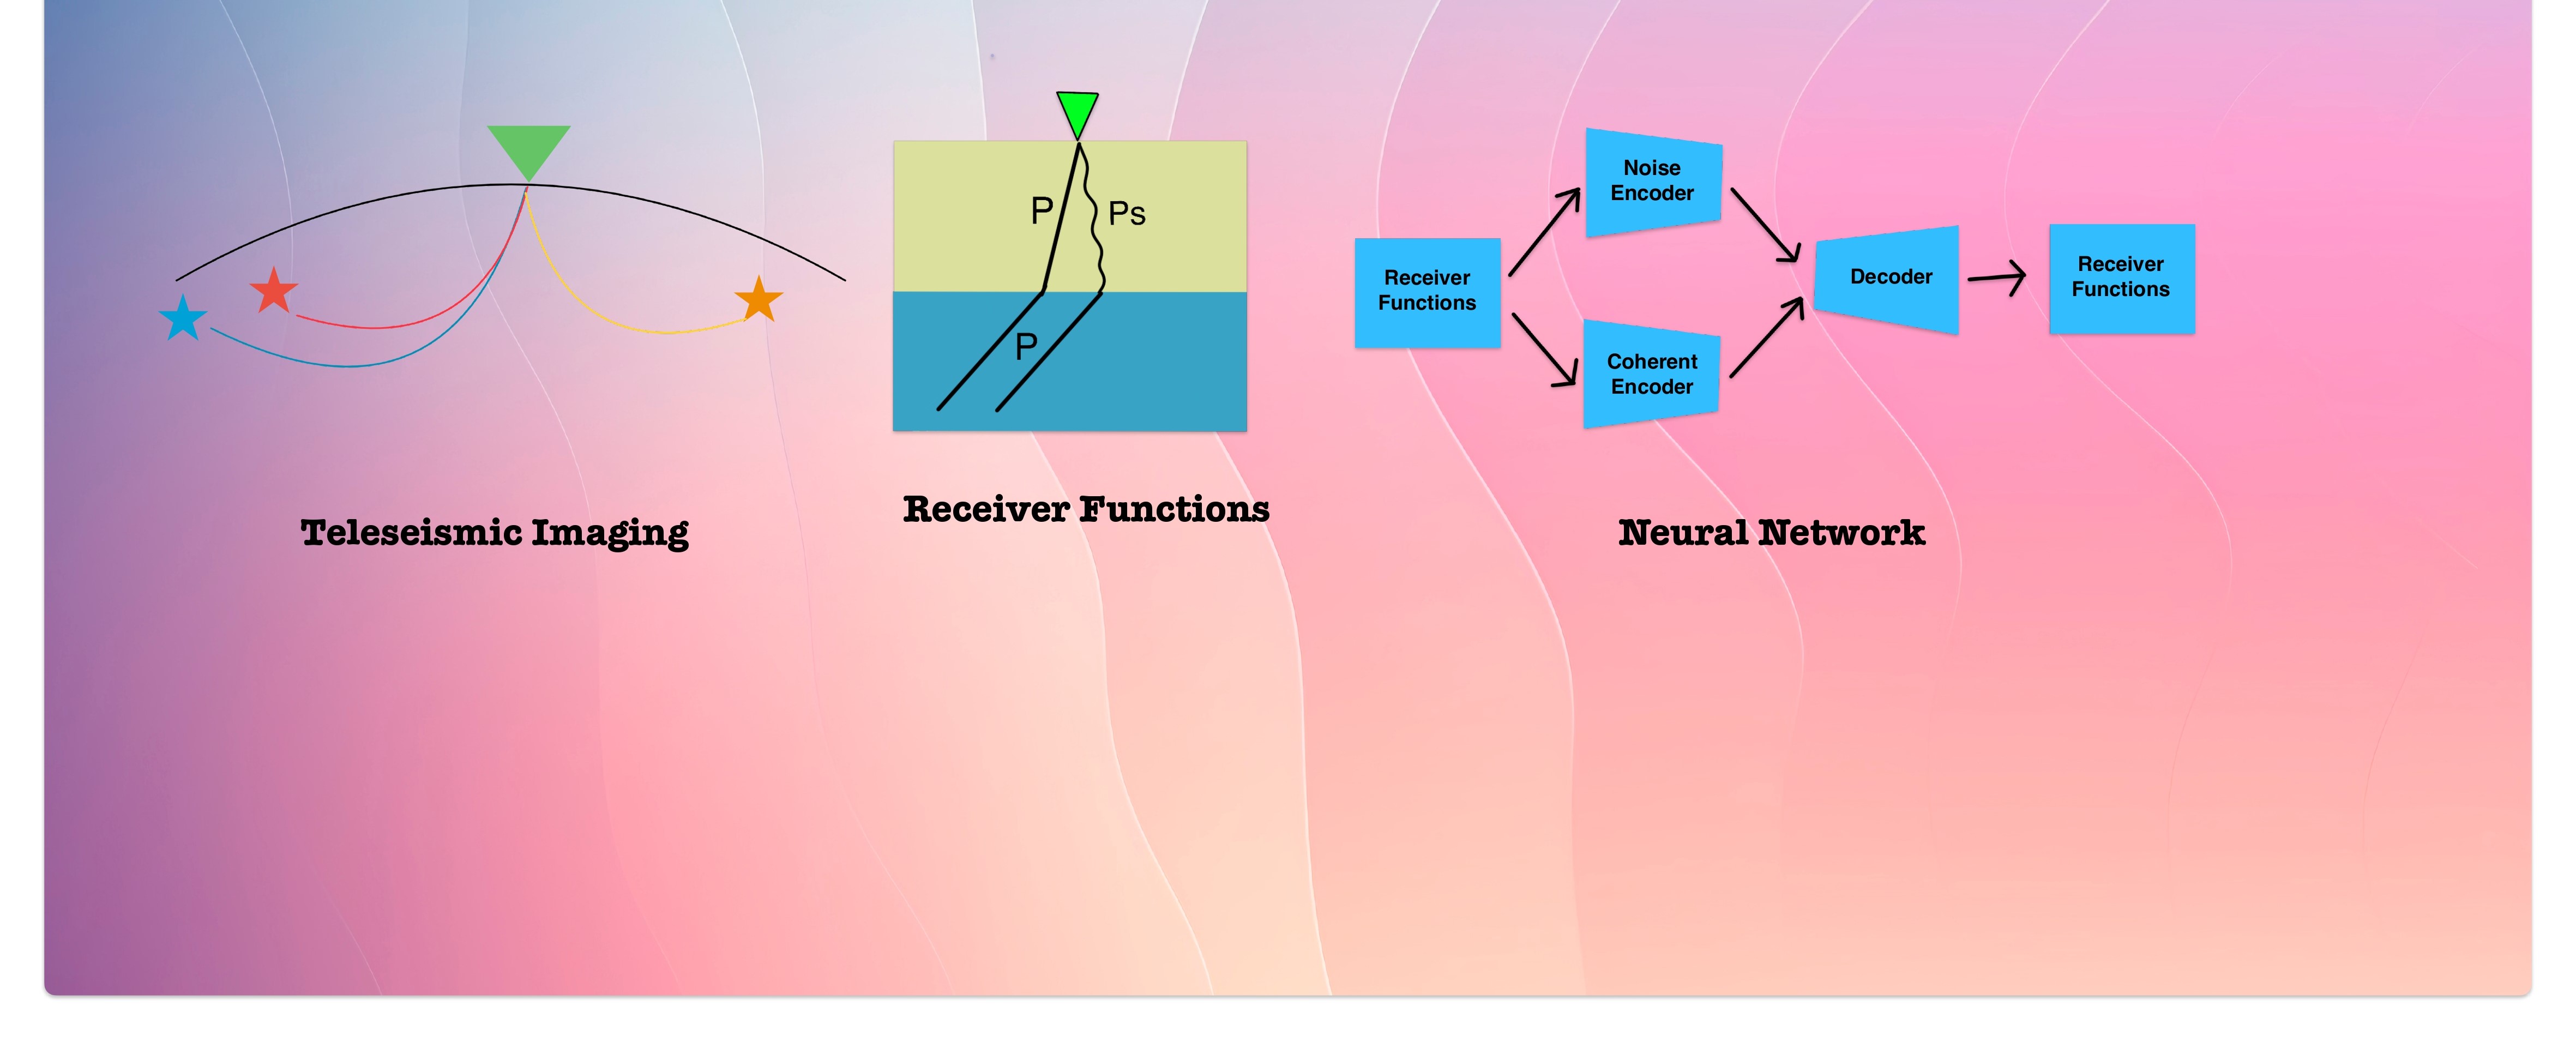 P
Ps
P
Receiver Functions
Teleseismic Imaging
Noise
Encoder
Receiver
Functions
Coherent
Encoder
Decoder
Receiver
Functions
Neural Network